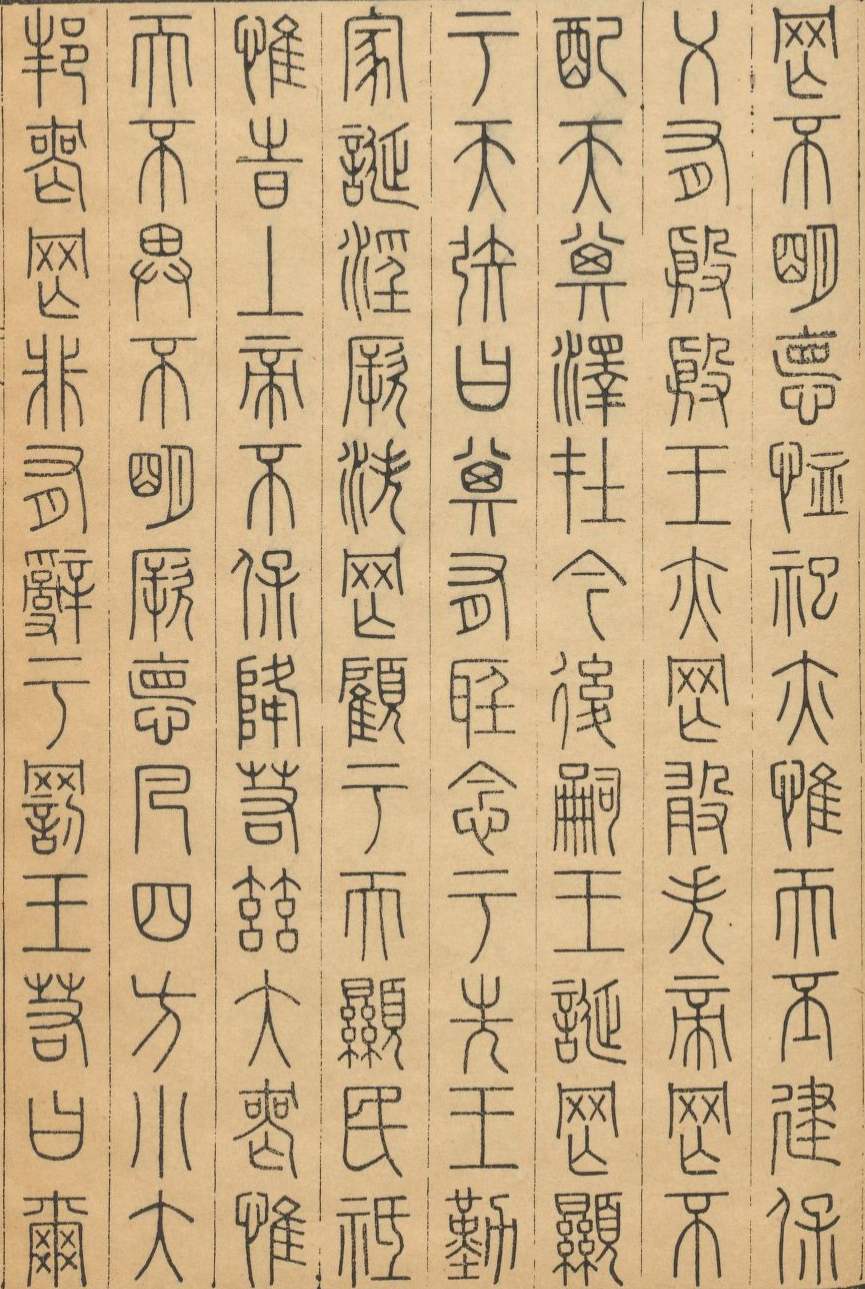 罔不明德恤祀亦惟天丕建保
乂有殷殷王亦罔敢失帝罔不
配天其澤在今後嗣王誕罔顯
于天矧曰其有聽念于先王勤
家誕淫厥泆罔顧于天顯民祗
惟時上帝不保降若茲大喪惟
天不畀不明厥德凡四方小大
邦喪罔非有辭于罰王若曰爾